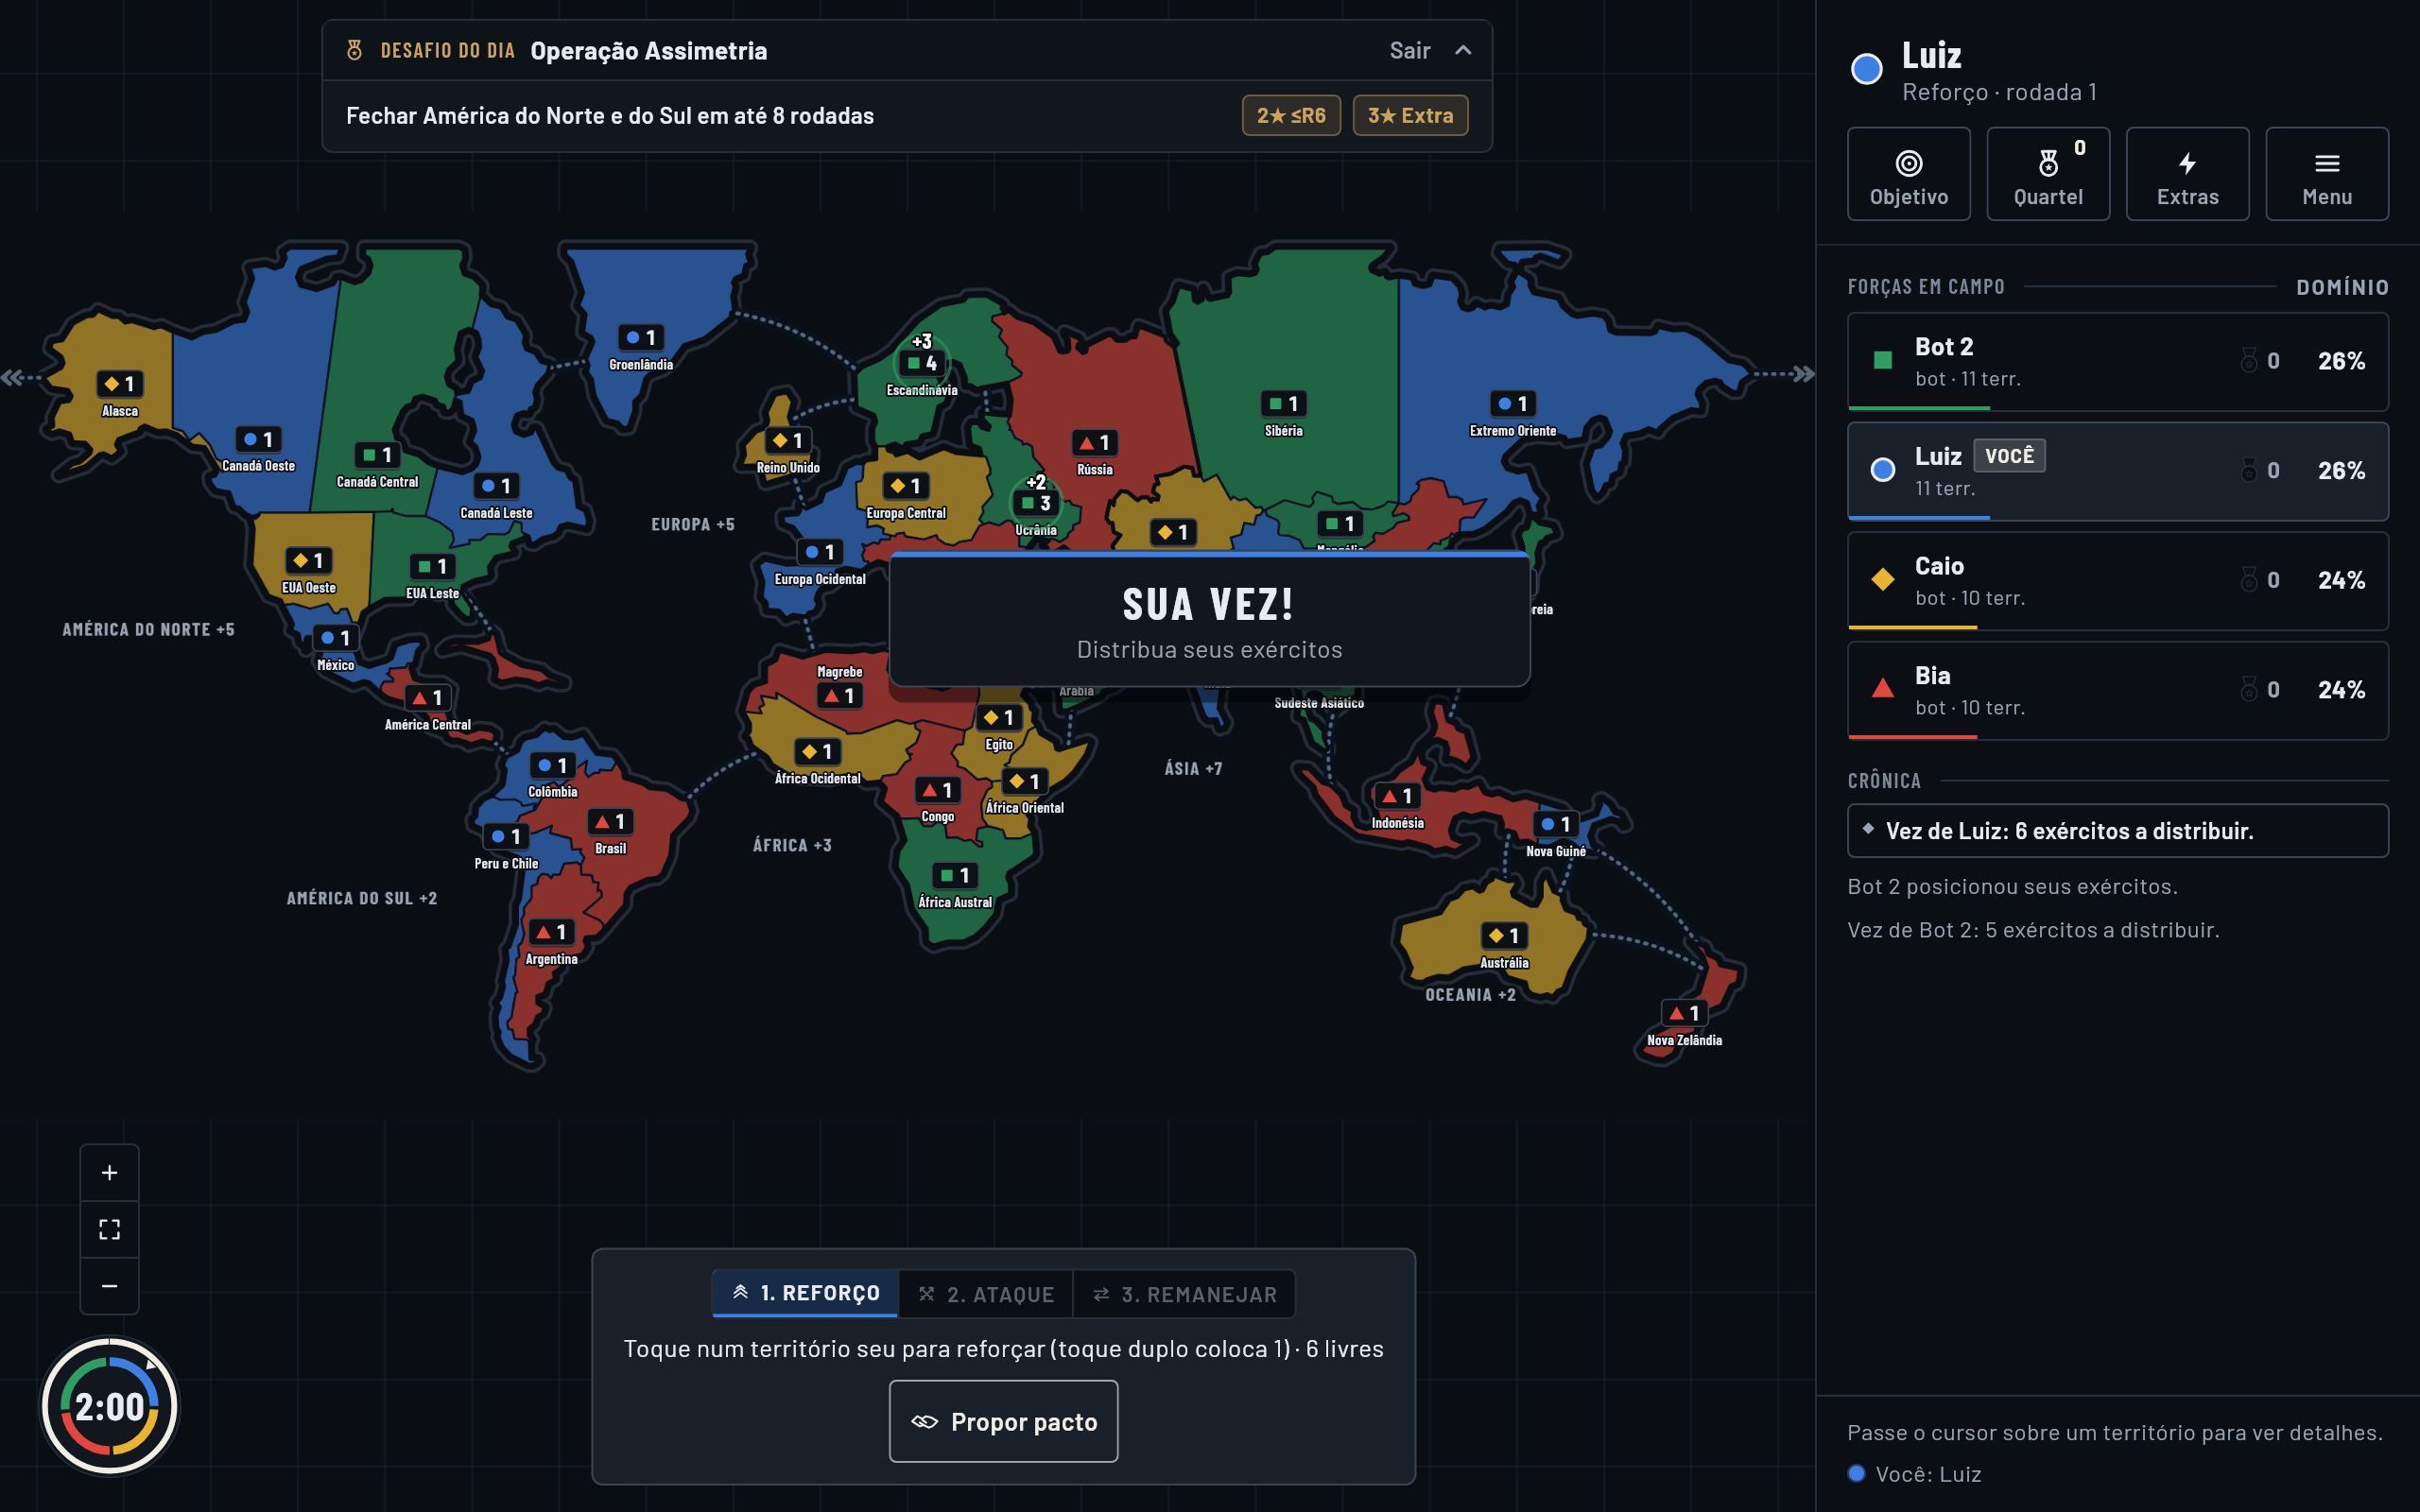 DESAFIO DO DIA Operação Assimetria Sair
Fechar América do Norte e do Sul em até 8 rodadas 2★ ≤R6 3★ Extra
Luiz
Reforço · rodada 1
0
Objetivo Quartel Extras Menu
FORÇAS EM CAMPO DOMÍNIO
Bot 2
bot · 11 terr.
0 26%
Luiz VOCÊ
11 terr.
0 26%
Caio
bot · 10 terr.
0 24%
Bia
bot · 10 terr.
0 24%
CRÔNICA
Vez de Luiz: 6 exércitos a distribuir.
Bot 2 posicionou seus exércitos.
Vez de Bot 2: 5 exércitos a distribuir.
Passe o cursor sobre um território para ver detalhes.
Você: Luiz
1
Alasca
1
Canadá Oeste
1
Canadá Central
1
Canadá Leste
1
Groenlândia
1
EUA Oeste
1
EUA Leste
1
México
1
América Central
AMÉRICA DO NORTE +5
1
Colômbia
1
Peru e Chile
1
Brasil
1
Argentina
AMÉRICA DO SUL +2
+3
4
Escandinávia
1
Reino Unido
1
Europa Central
+2
3
Ucrânia
1
Rússia
1
Europa Ocidental
EUROPA +5
1
Sibéria
1
Extremo Oriente
1
1
SUA VEZ!
Distribua seus exércitos
Magrebe
1
1
Egito
1
África Ocidental
1
África Oriental
1
Congo
1
África Austral
ÁFRICA +3
Arábia
Sudeste Asiático
ÁSIA +7
1
Indonésia
1
Nova Guiné
1
Austrália
1
Nova Zelândia
OCEANIA +2
+
−
2:00
1. REFORÇO 2. ATAQUE 3. REMANEJAR
Toque num território seu para reforçar (toque duplo coloca 1) · 6 livres
Propor pacto